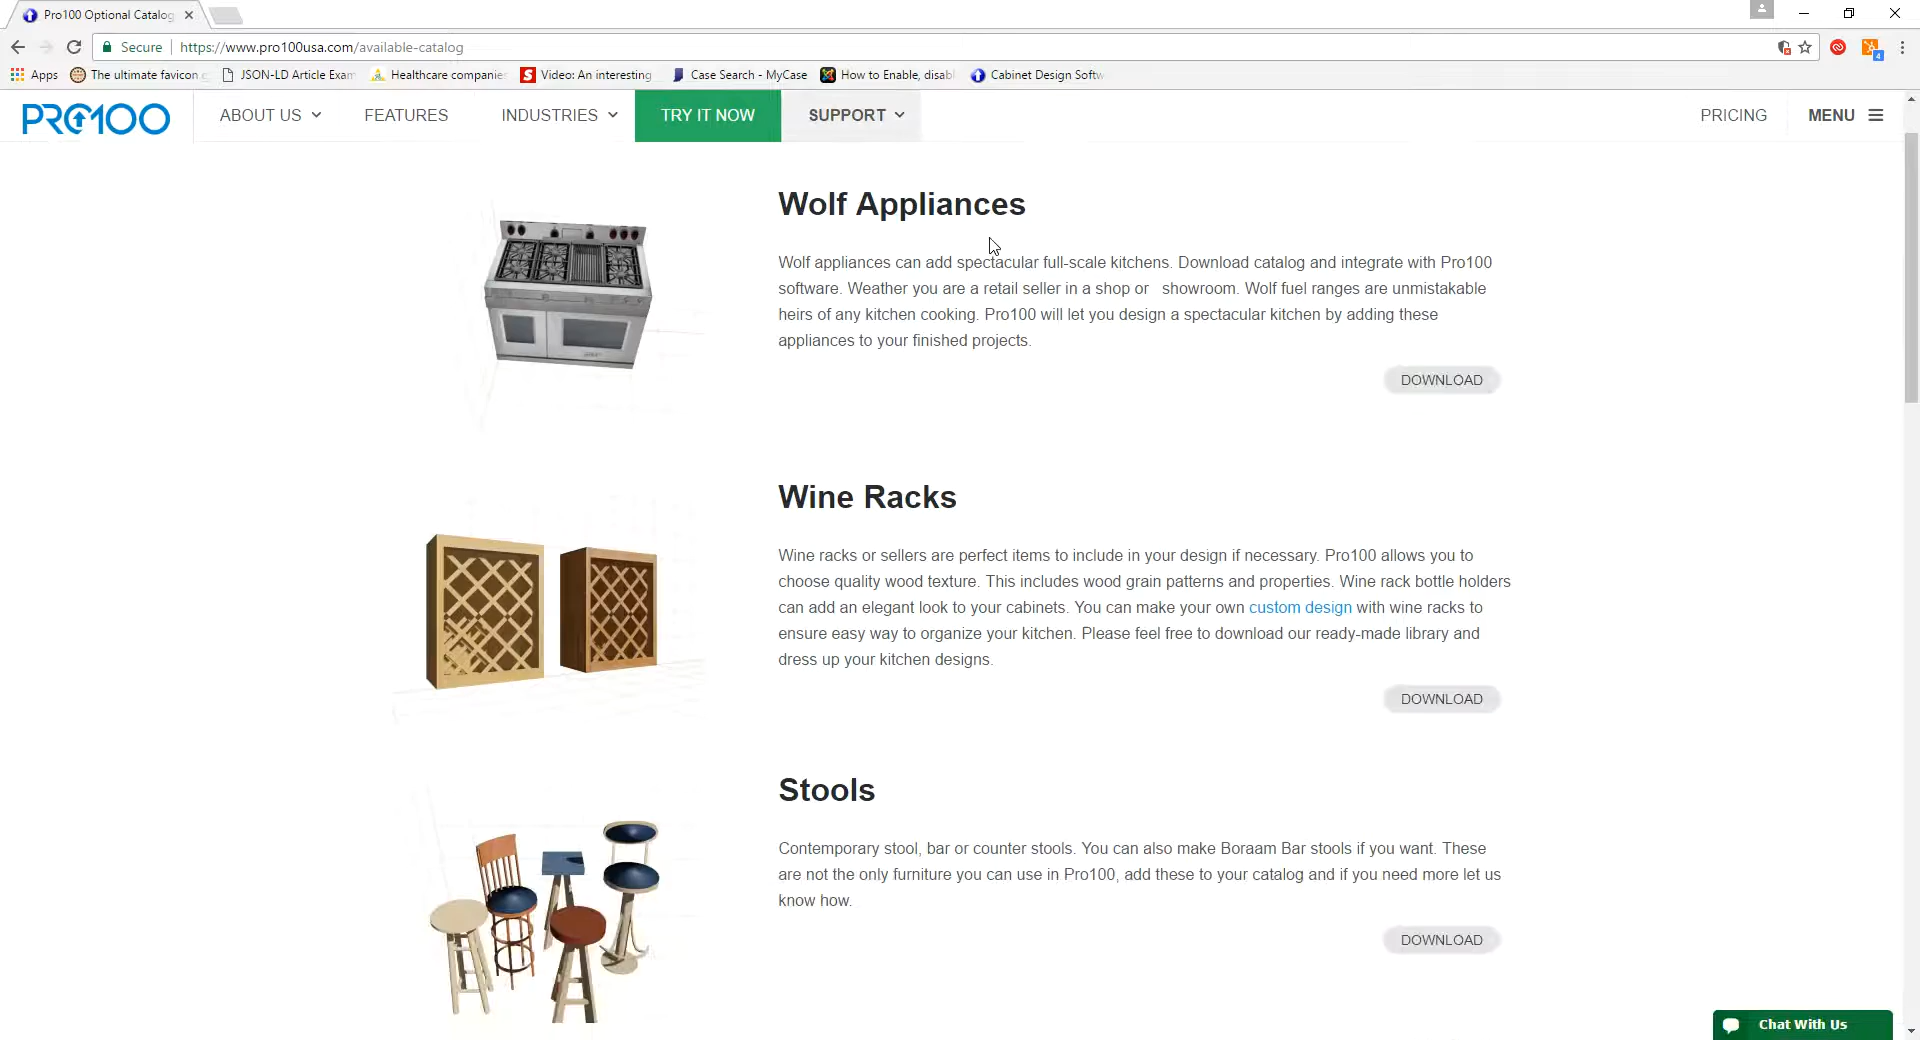 Pro100 Optional Catalog
Secure https://www.pro100usa.com/available-catalog
Apps The ultimate favicon JSON-LD Article Exam Healthcare companies Video: An interesting Case Search - MyCase How to Enable, disabl Cabinet Design Softw
4
PRO100 ABOUT US FEATURES INDUSTRIES TRY IT NOW SUPPORT PRICING MENU
Wolf Appliances
Wolf appliances can add spectacular full-scale kitchens. Download catalog and integrate with Pro100
software. Weather you are a retail seller in a shop or showroom. Wolf fuel ranges are unmistakable
heirs of any kitchen cooking. Pro100 will let you design a spectacular kitchen by adding these
appliances to your finished projects.
DOWNLOAD
Wine Racks
Wine racks or sellers are perfect items to include in your design if necessary. Pro100 allows you to
choose quality wood texture. This includes wood grain patterns and properties. Wine rack bottle holders
can add an elegant look to your cabinets. You can make your own custom design with wine racks to
ensure easy way to organize your kitchen. Please feel free to download our ready-made library and
dress up your kitchen designs.
DOWNLOAD
Stools
Contemporary stool, bar or counter stools. You can also make Boraam Bar stools if you want. These
are not the only furniture you can use in Pro100, add these to your catalog and if you need more let us
know how.
DOWNLOAD
Chat With Us